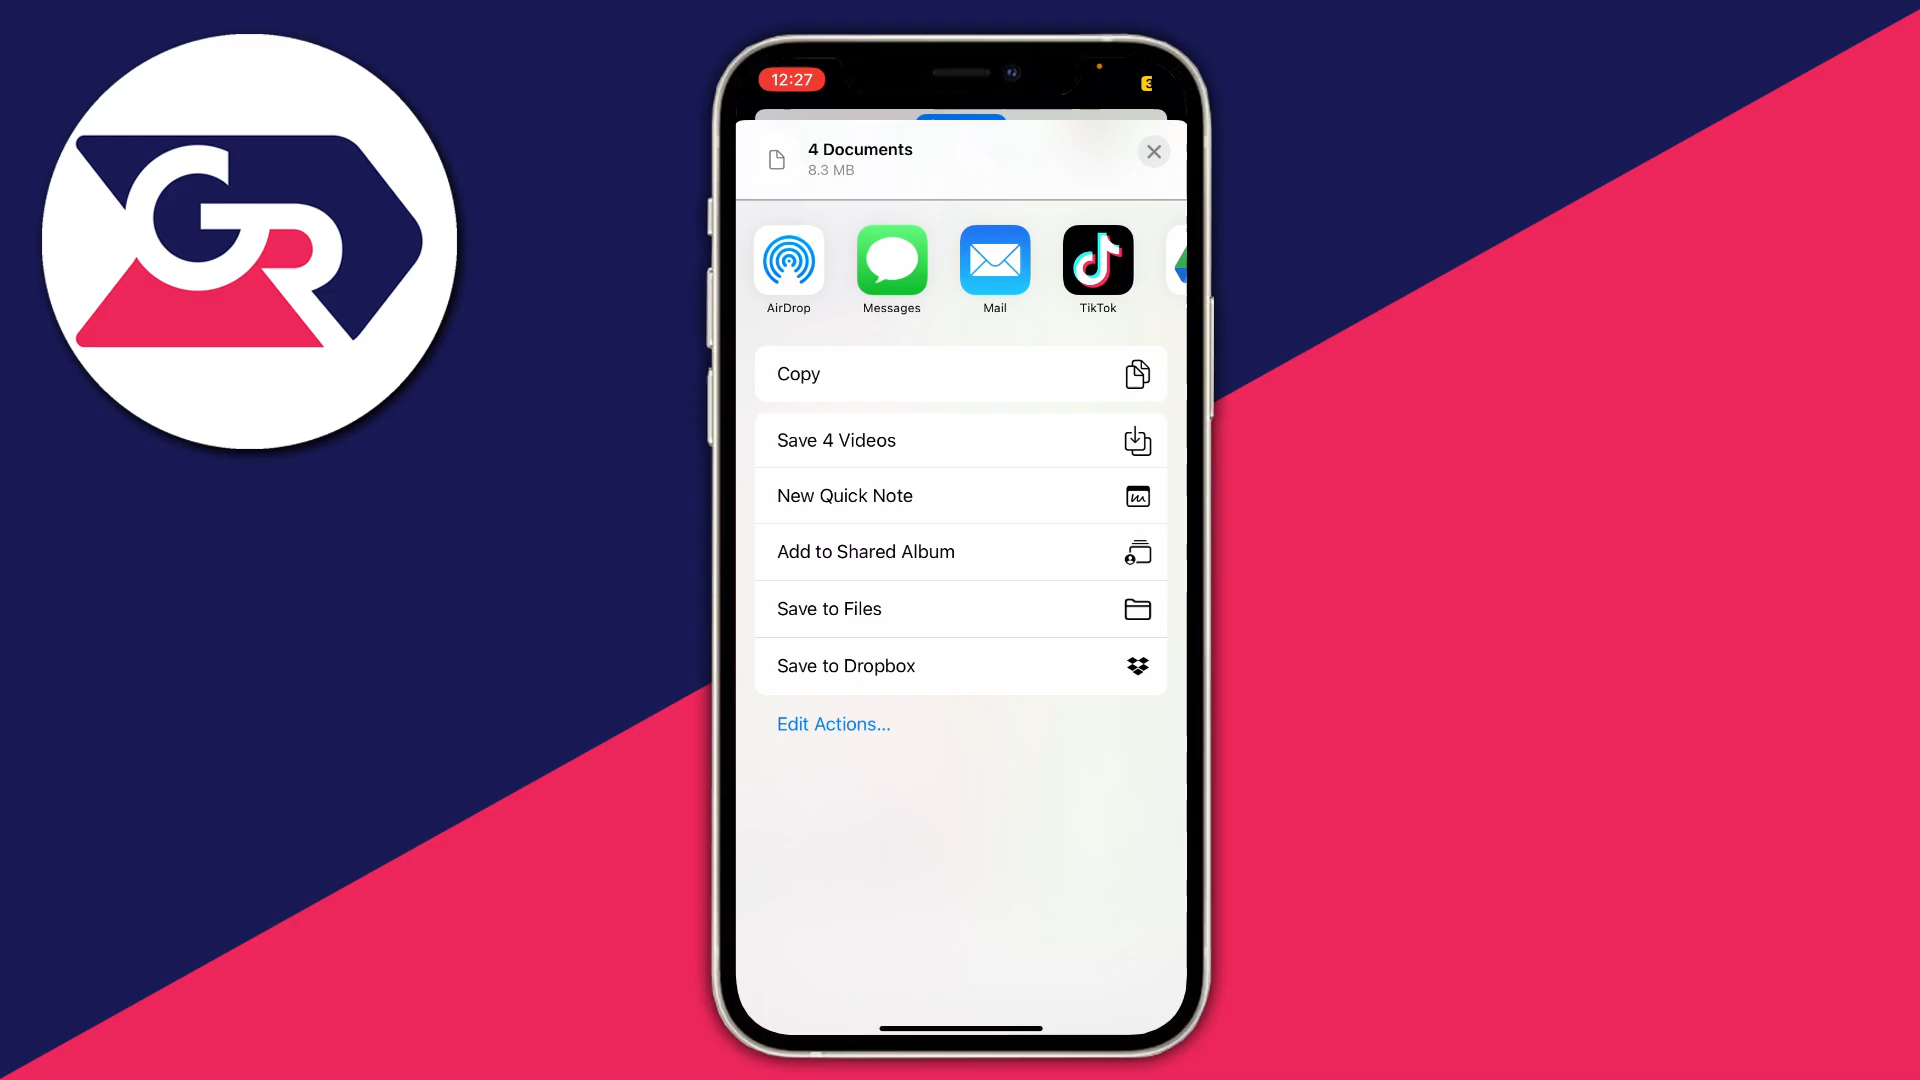 GR
12:27
4 Documents
8.3 MB
AirDrop
Messages
Mail
TikTok
Copy
Save 4 Videos
New Quick Note
Add to Shared Album
Save to Files
Save to Dropbox
Edit Actions...